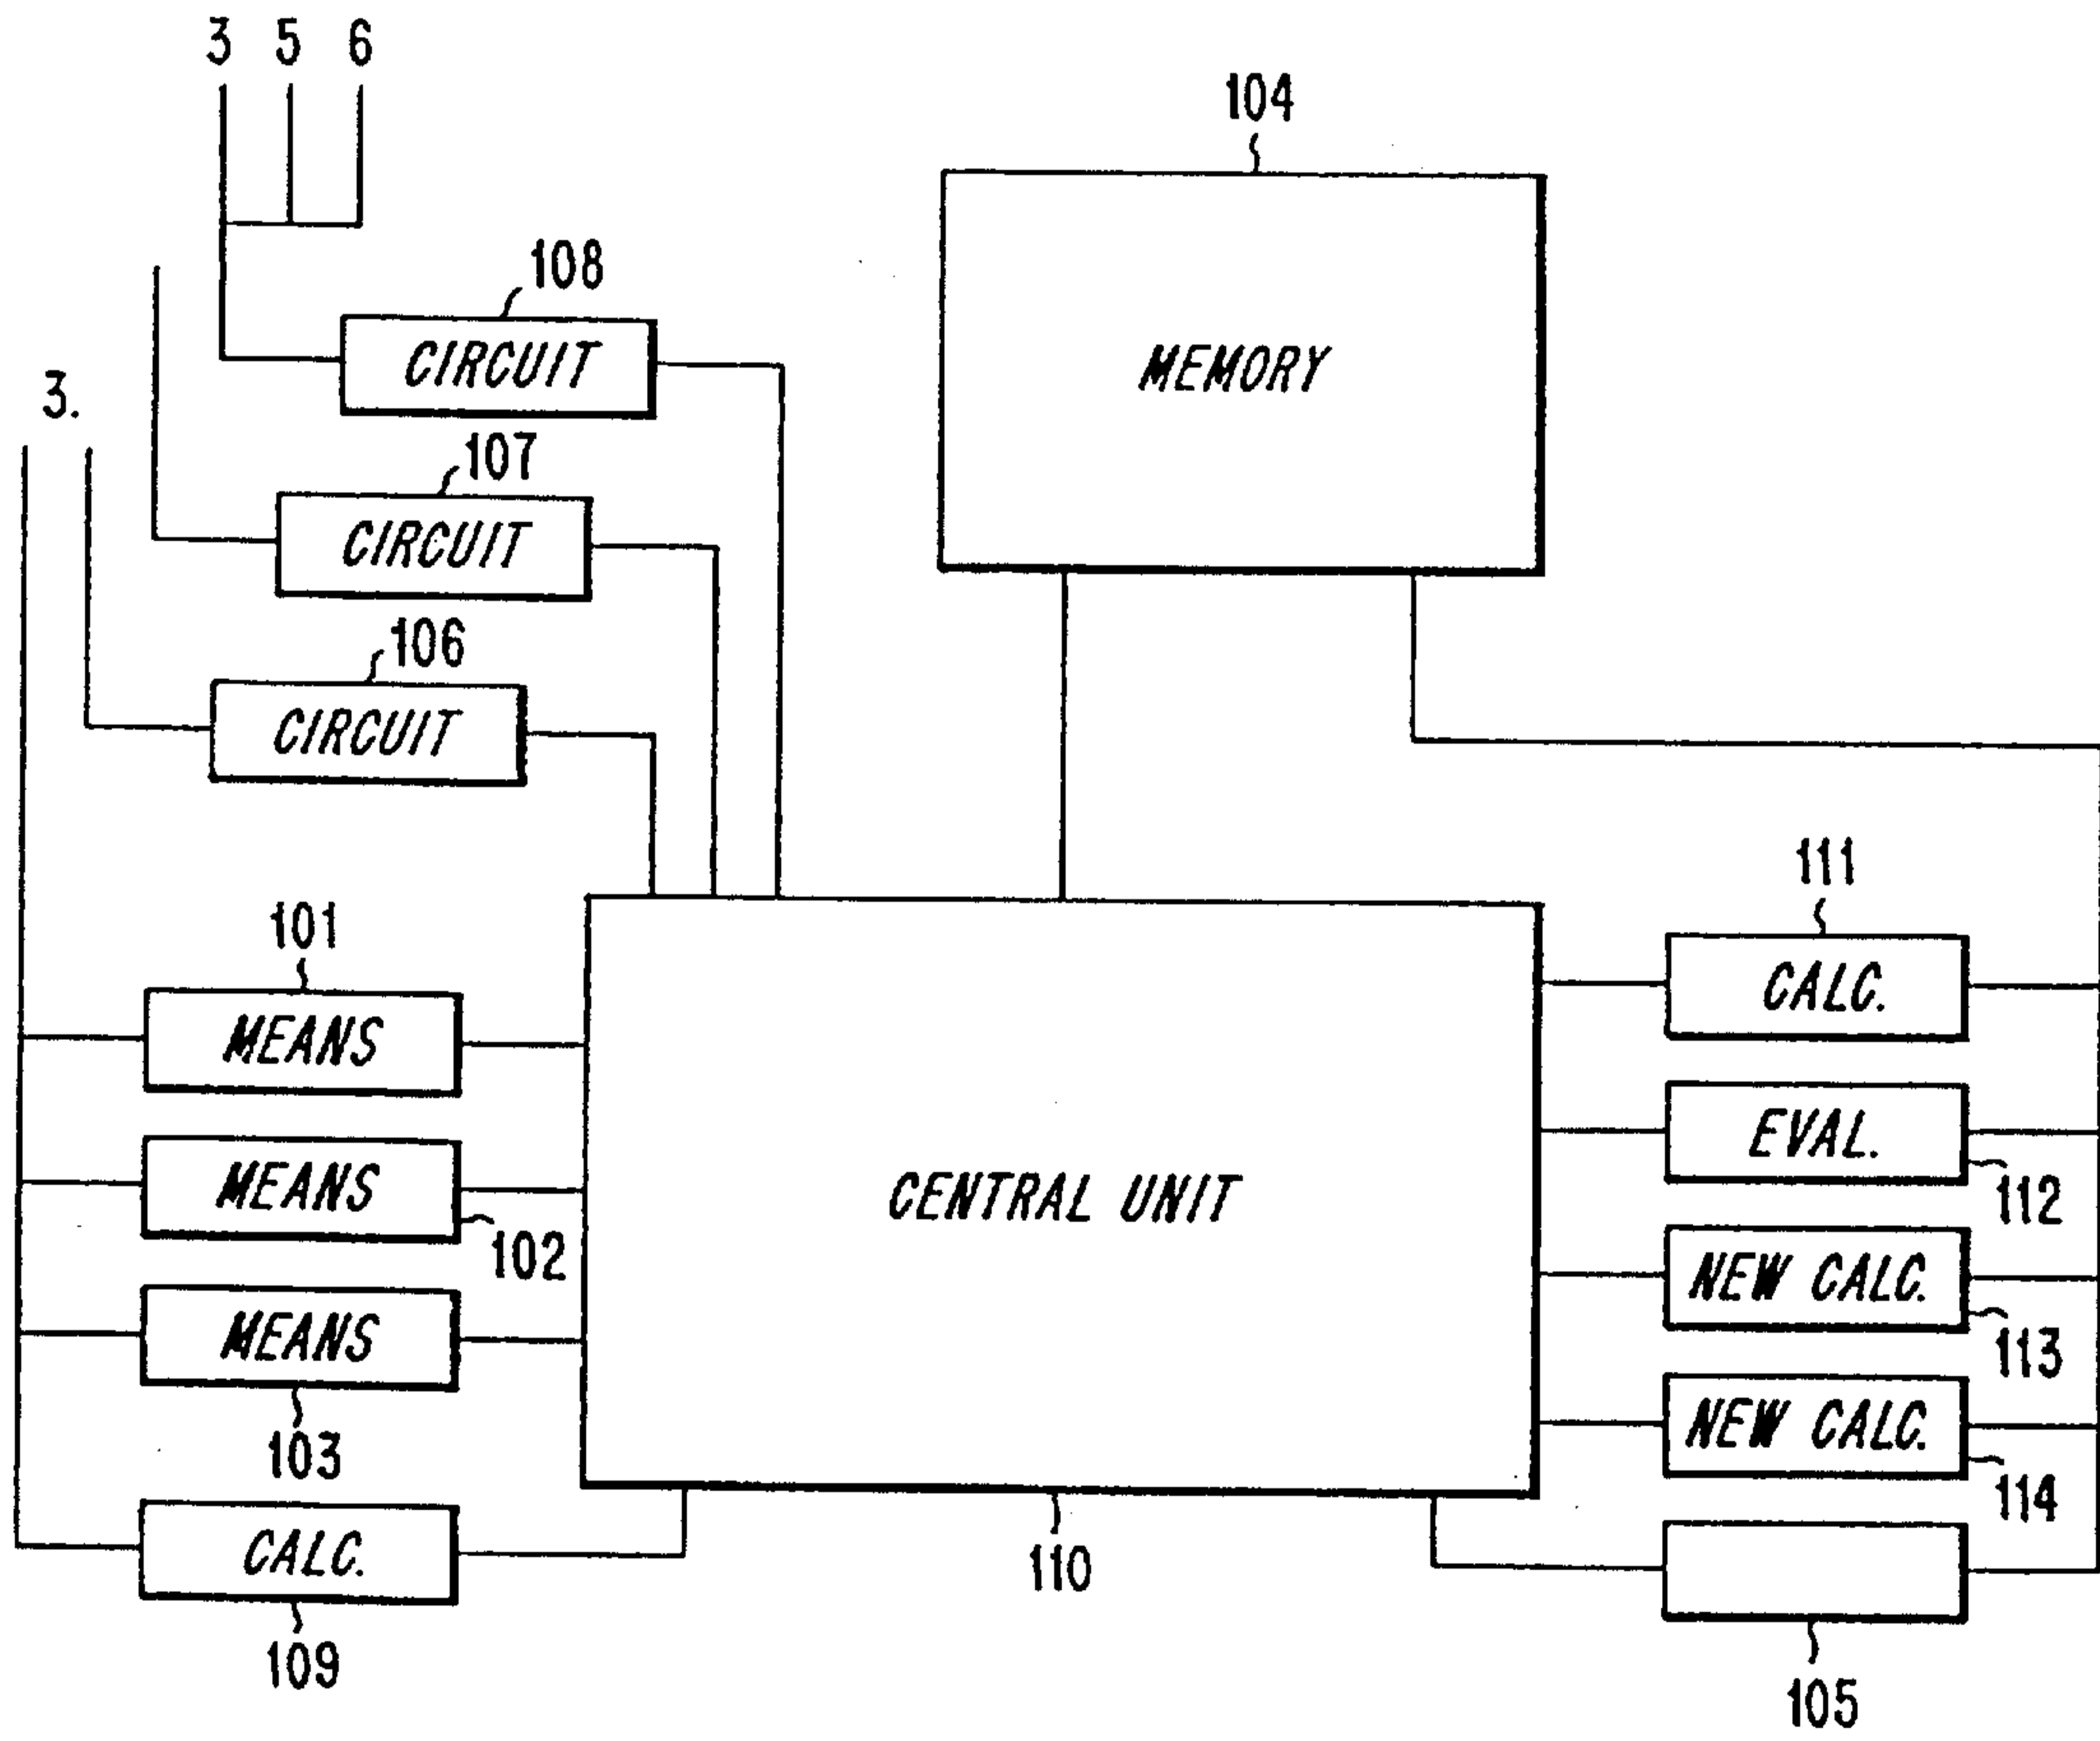 3 5 6
104
108
CIRCUIT
MEMORY
3.
107
CIRCUIT
106
CIRCUIT
111
101
CALC.
MEANS
EVAL.
112
MEANS
102
CENTRAL UNIT
NEW CALC.
113
MEANS
103
NEW CALC.
114
CALC.
110
109
105